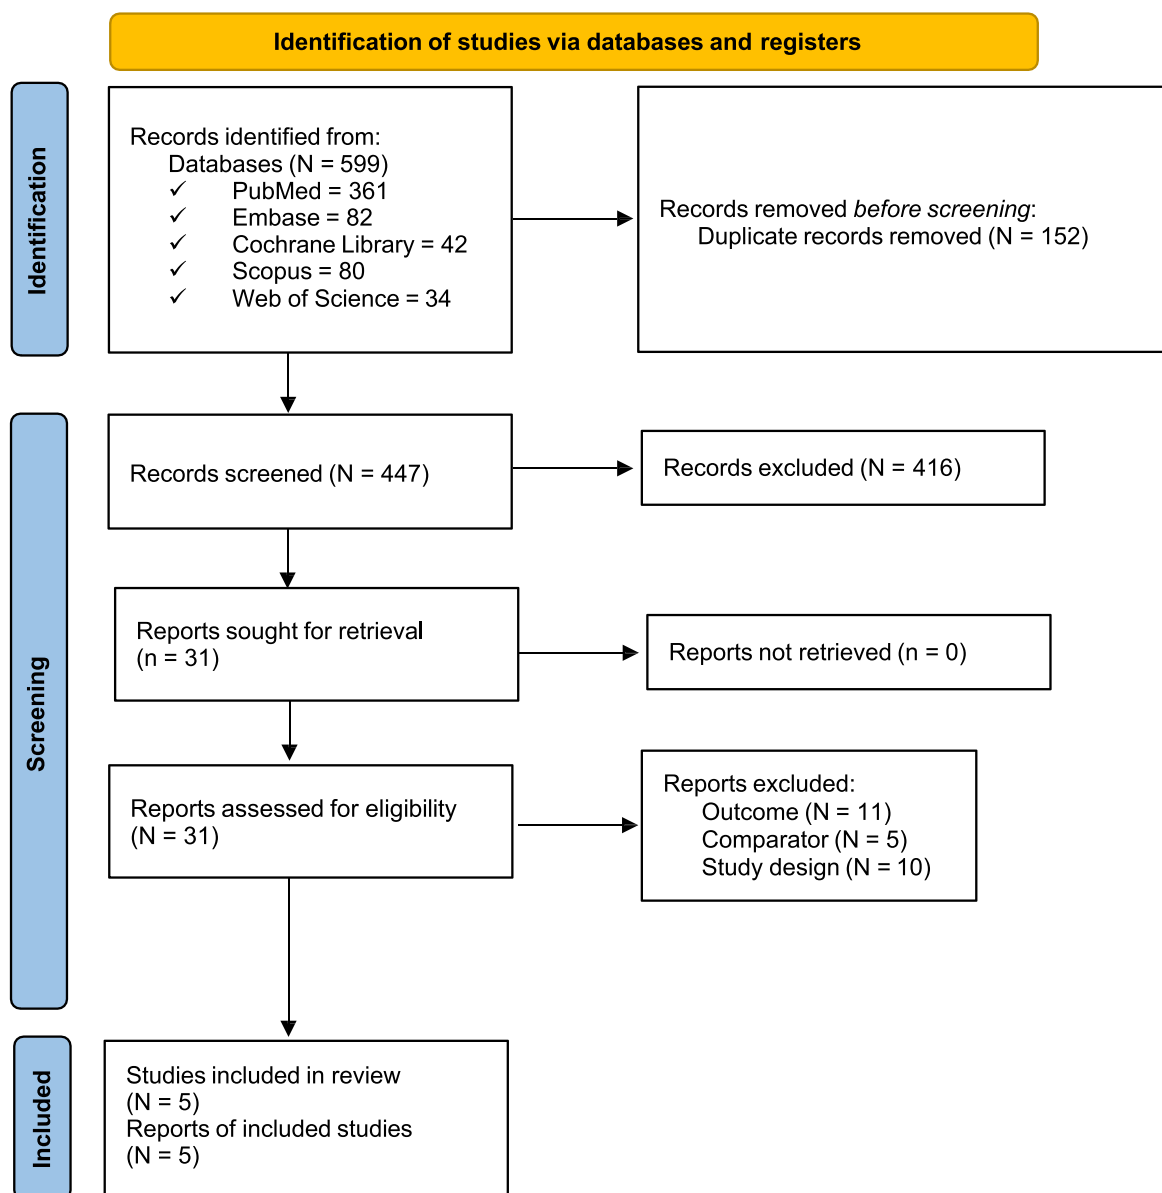 Identification of studies via databases and registers
Identification
Records identified from:
Databases (N = 599)
✓ PubMed = 361
✓ Embase = 82
✓ Cochrane Library = 42
✓ Scopus = 80
✓ Web of Science = 34
Records removed before screening:
Duplicate records removed (N = 152)
Screening
Records screened (N = 447)
Records excluded (N = 416)
Reports sought for retrieval
(n = 31)
Reports not retrieved (n = 0)
Reports assessed for eligibility
(N = 31)
Reports excluded:
Outcome (N = 11)
Comparator (N = 5)
Study design (N = 10)
Included
Studies included in review
(N = 5)
Reports of included studies
(N = 5)